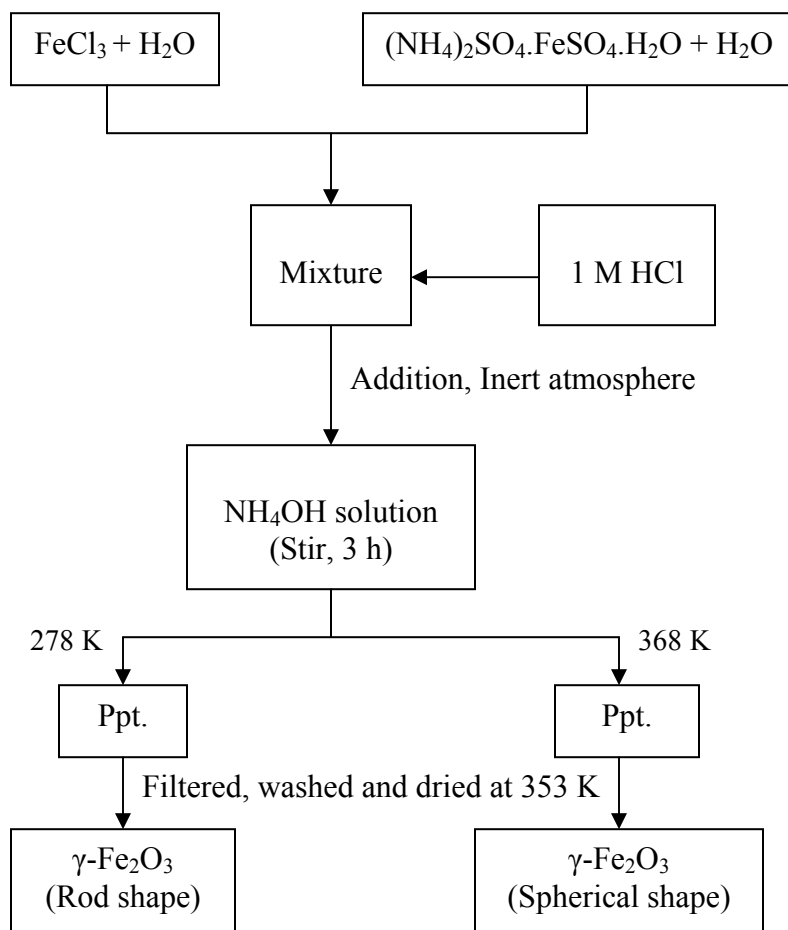 FeCl₃ + H₂O
(NH₄)₂SO₄.FeSO₄.H₂O + H₂O
Mixture
1 M HCl
Addition, Inert atmosphere
NH₄OH solution
(Stir, 3 h)
278 K
368 K
Ppt.
Ppt.
Filtered, washed and dried at 353 K
γ-Fe₂O₃
(Rod shape)
γ-Fe₂O₃
(Spherical shape)